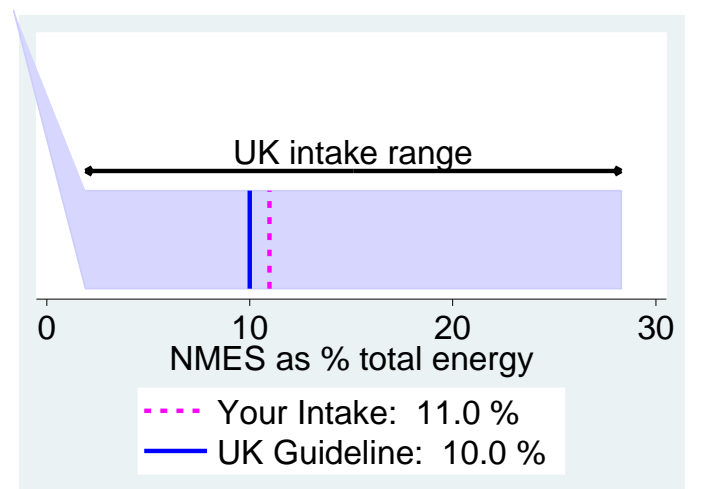 UK intake range
0 10 20 30
NMES as % total energy
Your Intake: 11.0 %
UK Guideline: 10.0 %